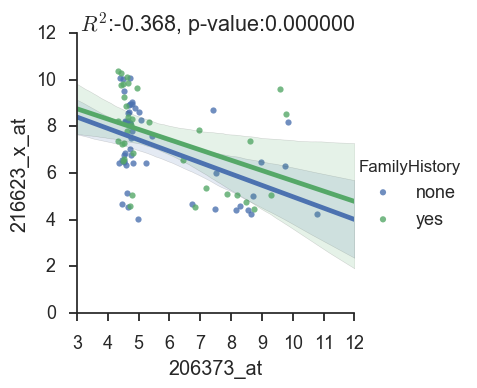 R²:-0.368, p-value:0.000000
12
10
8
6
4
2
0
216623_x_at
3 4 5 6 7 8 9 10 11 12
206373_at
FamilyHistory
none
yes